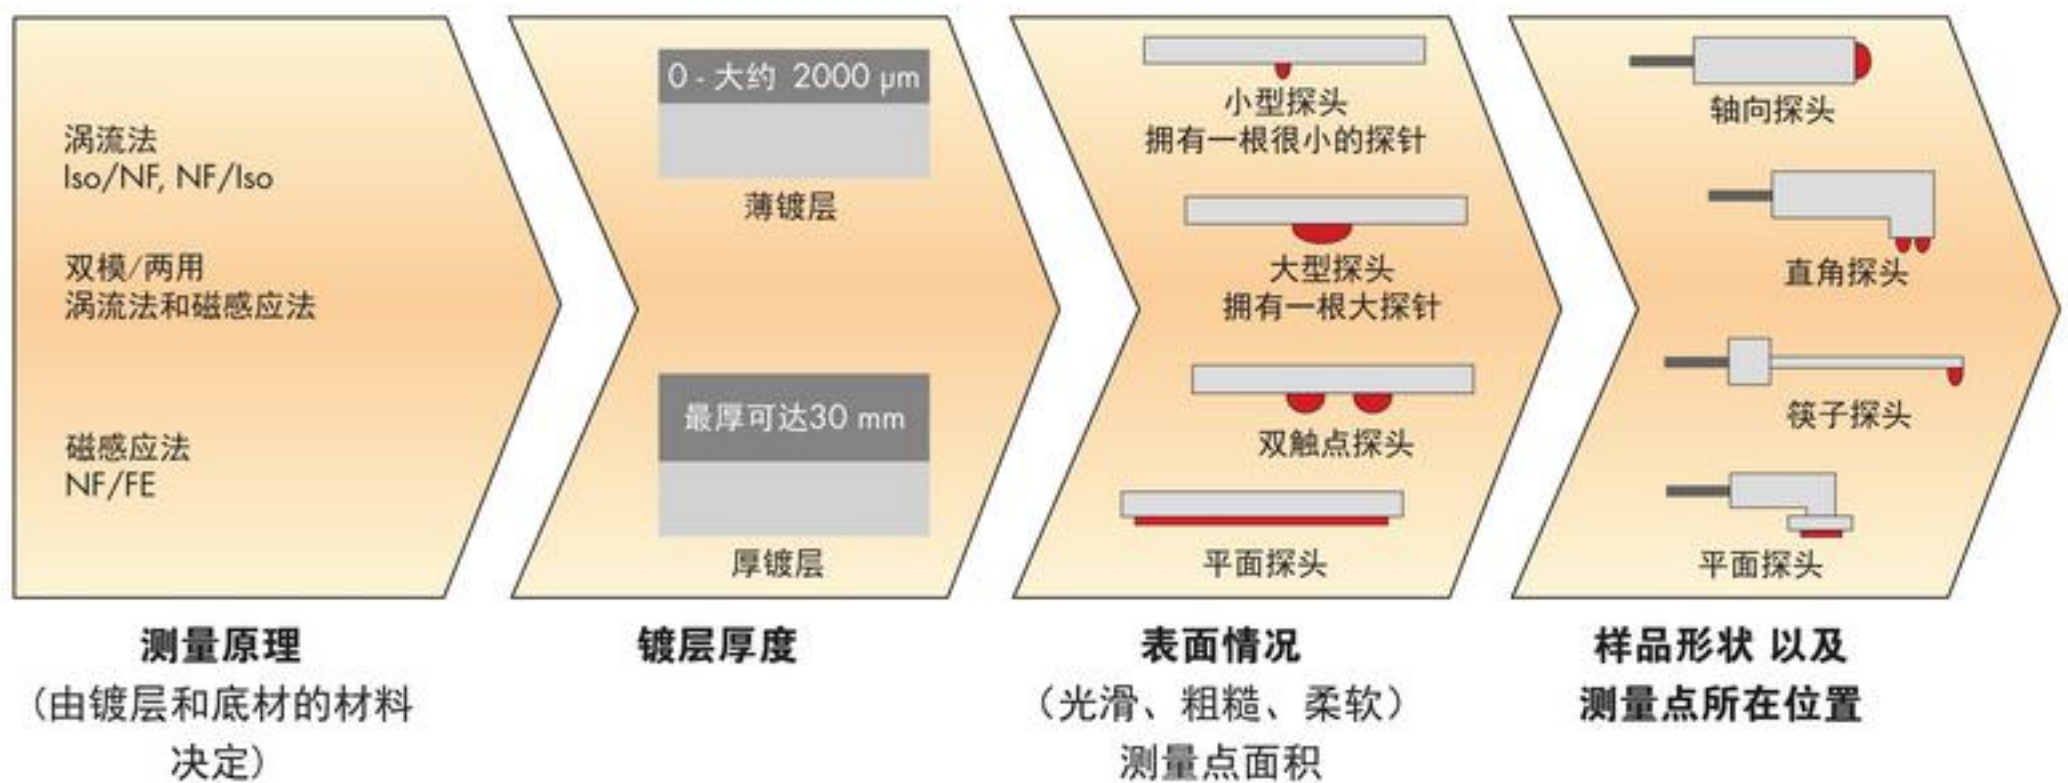 涡流法
Iso/NF, NF/Iso
双模/两用
涡流法和磁感应法
磁感应法
NF/FE
测量原理
（由镀层和底材的材料
决定)
0 - 大约 2000 μm
薄镀层
最厚可达30 mm
厚镀层
镀层厚度
小型探头
拥有一根很小的探针
大型探头
拥有一根大探针
双触点探头
平面探头
表面情况
（光滑、粗糙、柔软）
测量点面积
轴向探头
直角探头
筷子探头
平面探头
样品形状 以及
测量点所在位置